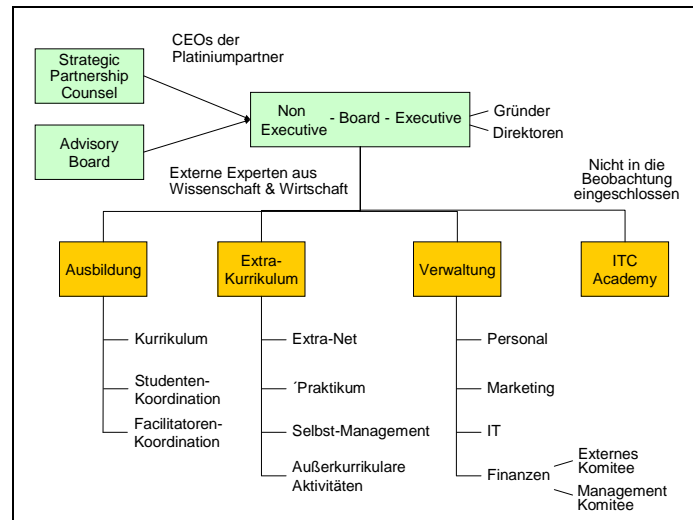 CEOs der
Platiniumpartner
Strategic
Partnership
Counsel
Non
Executive
- Board - Executive
Gründer
Direktoren
Advisory
Board
Externe Experten aus
Wissenschaft & Wirtschaft
Nicht in die
Beobachtung
eingeschlossen
Ausbildung
Extra-
Kurrikulum
Verwaltung
ITC
Academy
Kurrikulum
Studenten-
Koordination
Facilitatoren-
Koordination
Extra-Net
´Praktikum
Selbst-Management
Außerkurrikulare
Aktivitäten
Personal
Marketing
IT
Finanzen
Externes
Komitee
Management
Komitee